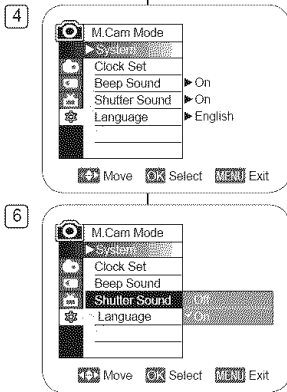 4
M.Cam Mode
System
Clock Set
Beep Sound On
Shutter Sound On
Language English
Move OK Select MENU Exit
6
M.Cam Mode
System
Clock Set
Beep Sound
Shutter Sound Off
Language On
Move OK Select MENU Exit